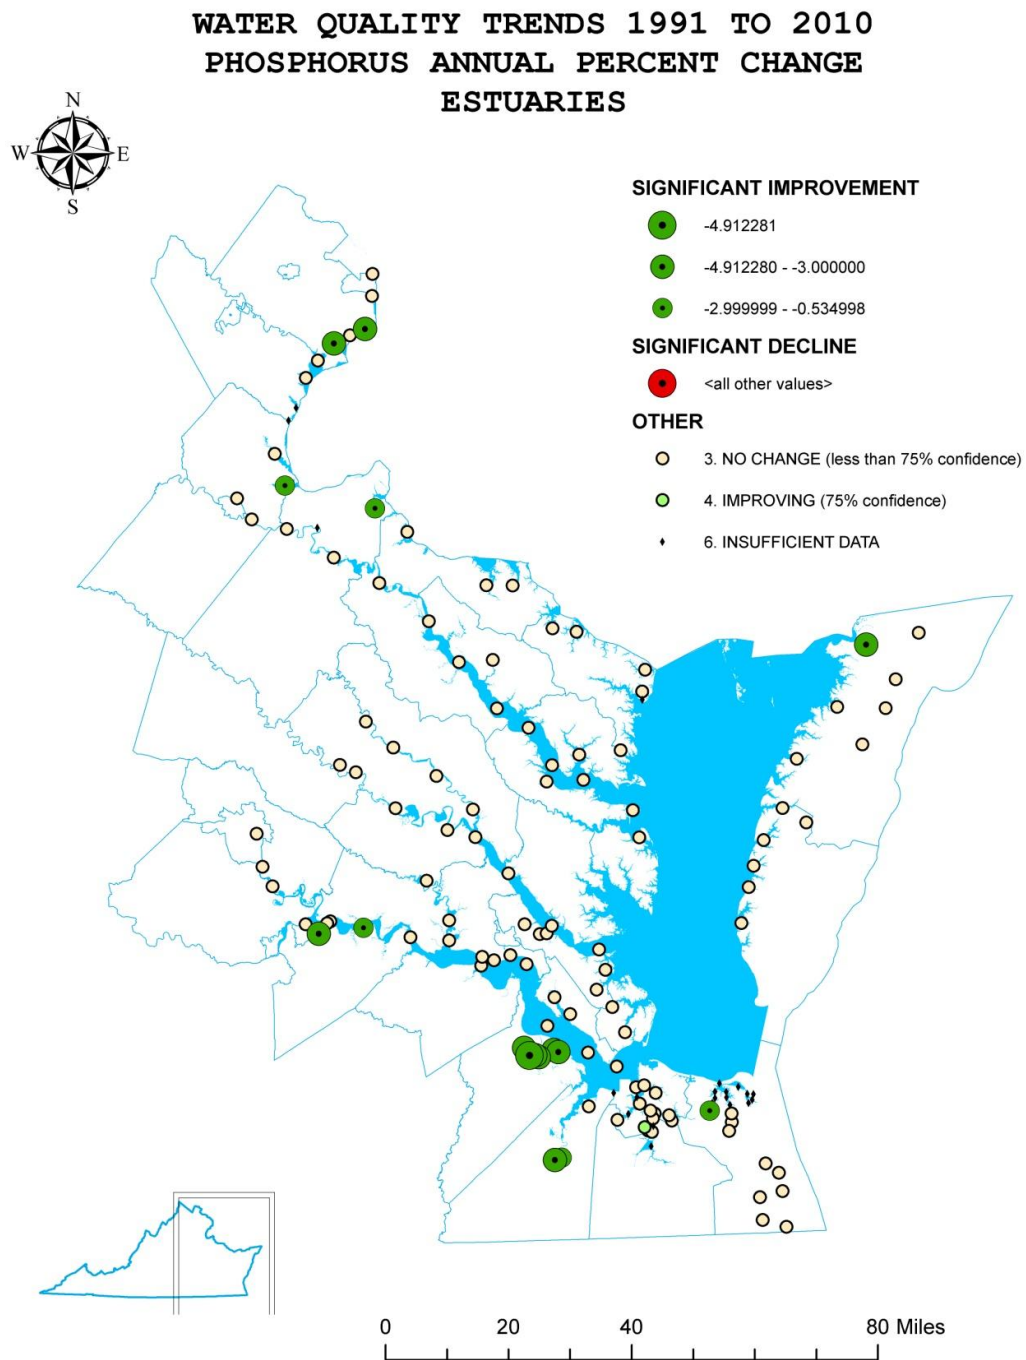 WATER QUALITY TRENDS 1991 TO 2010
PHOSPHORUS ANNUAL PERCENT CHANGE
ESTUARIES
N
W
E
S
SIGNIFICANT IMPROVEMENT
-4.912281
-4.912280 - -3.000000
-2.999999 - -0.534998
SIGNIFICANT DECLINE
<all other values>
OTHER
3. NO CHANGE (less than 75% confidence)
4. IMPROVING (75% confidence)
6. INSUFFICIENT DATA
0 20 40 80 Miles